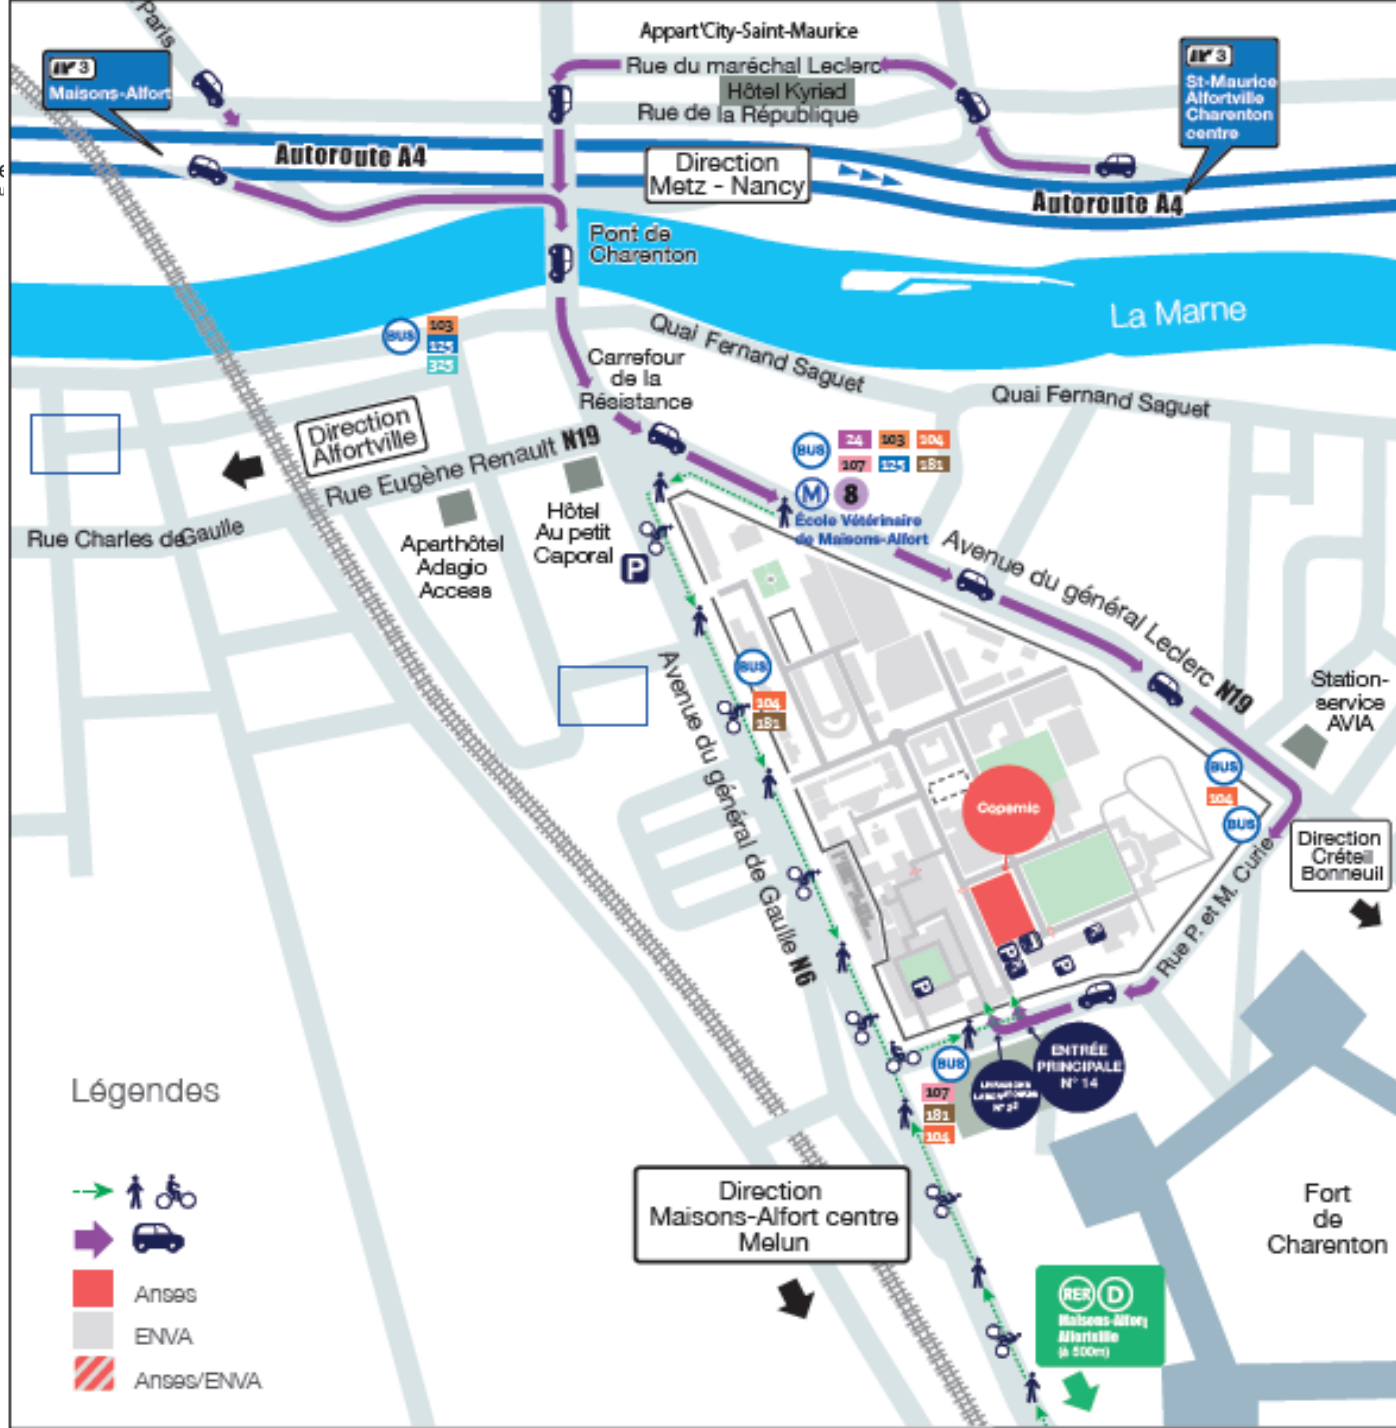 Paris
Appart'City-Saint-Maurice
3
Maisons-Alfort
Rue du maréchal Leclerc
Hôtel Kyriad
Rue de la République
3
St-Maurice
Alfortville
Charenton
centre
Autoroute A4
Direction
Metz - Nancy
Autoroute A4
Pont de
Charenton
La Marne
BUS
103
125
325
Quai Fernand Saguet
Quai Fernand Saguet
Carrefour
de la
Résistance
Direction
Alfortville
Rue Eugène Renault N19
BUS
24 103 104
107 125 181
M 8
École Vétérinaire
de Maisons-Alfort
Rue Charles de Gaulle
Hôtel
Au petit
Caporal
Aparthôtel
Adagio
Access
P
Avenue du général Leclerc N19
BUS
104
181
Avenue du général de Gaulle N6
Station-
service
AVIA
BUS
104
BUS
Copernic
Direction
Créteil
Bonneuil
Rue P. et M. Curie
P
P
P
BUS
107
181
104
ENTRÉE
PRINCIPALE
N° 14
Légendes
Direction
Maisons-Alfort centre
Melun
Fort
de
Charenton
Anses
ENVA
Anses/ENVA
RER D
Maisons-Alfort
Alfortville
(à 500m)